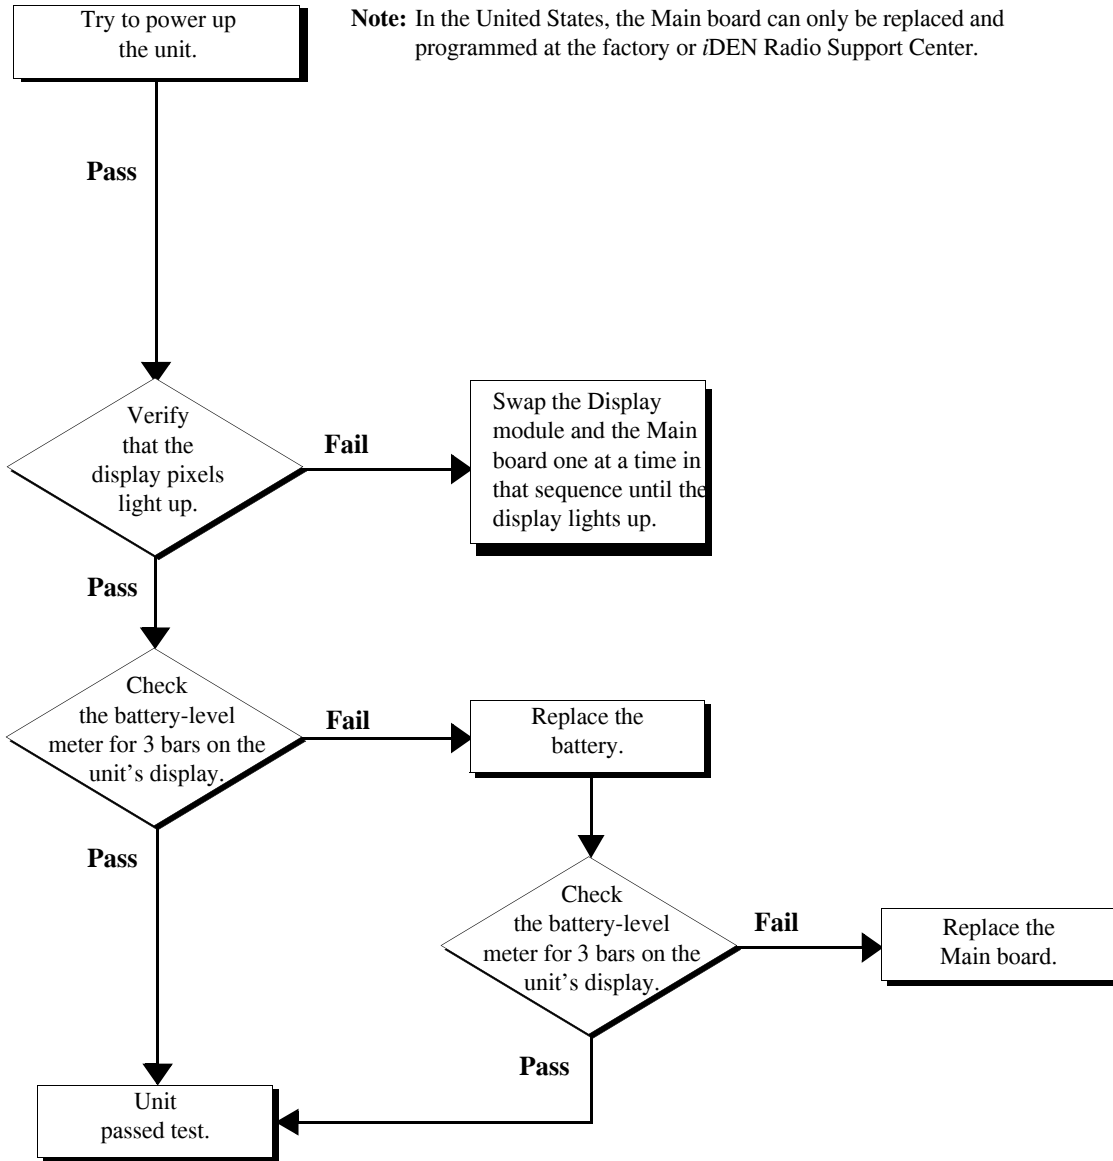 Try to power up
the unit.
Note: In the United States, the Main board can only be replaced and
programmed at the factory or iDEN Radio Support Center.
Pass
Verify
that the
display pixels
light up.
Fail
Swap the Display
module and the Main
board one at a time in
that sequence until the
display lights up.
Pass
Check
the battery-level
meter for 3 bars on the
unit's display.
Fail
Replace the
battery.
Pass
Check
the battery-level
meter for 3 bars on the
unit's display.
Fail
Replace the
Main board.
Pass
Unit
passed test.